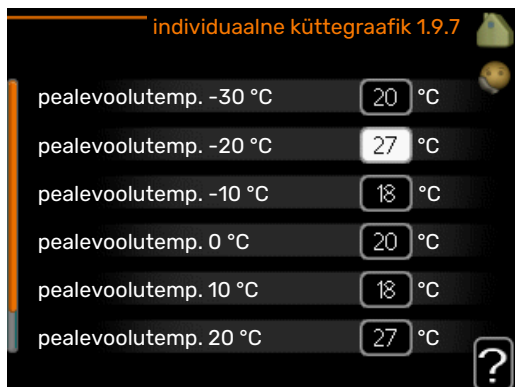 individuaalne küttegraafik 1.9.7
pealevoolutemp. -30 °C 20 °C
pealevoolutemp. -20 °C 27 °C
pealevoolutemp. -10 °C 18 °C
pealevoolutemp. 0 °C 20 °C
pealevoolutemp. 10 °C 18 °C
pealevoolutemp. 20 °C 27 °C
?